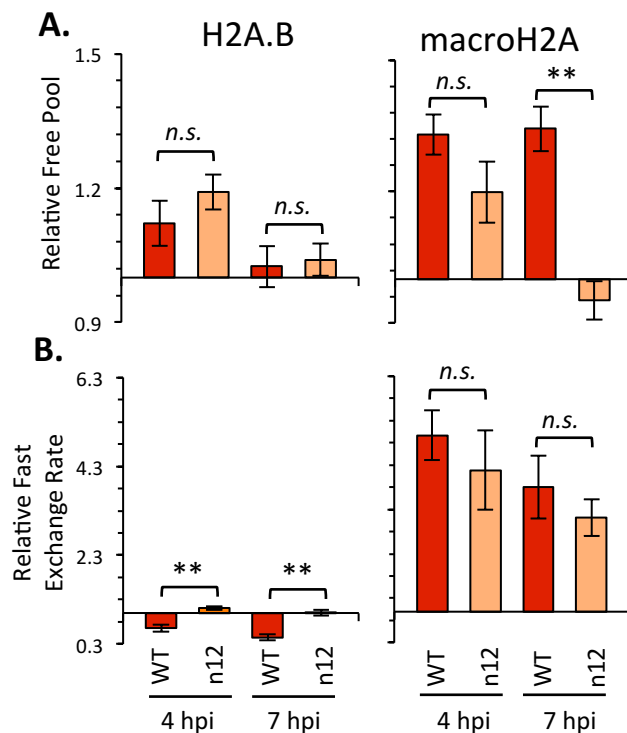 A.
H2A.B
macroH2A
Relative Free Pool
1.5
1.2
0.9
n.s.
n.s.
n.s.
**
B.
Relative Fast
Exchange Rate
6.3
4.3
2.3
0.3
**
**
n.s.
n.s.
WT
n12
WT
n12
WT
n12
WT
n12
4 hpi
7 hpi
4 hpi
7 hpi